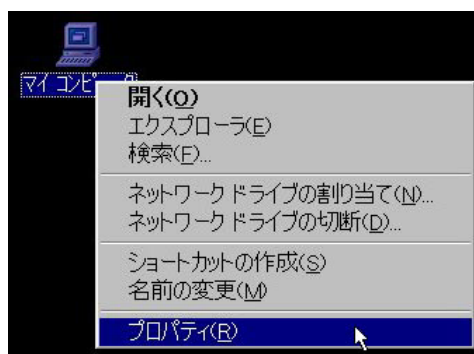 マイ コンピュータ
開く(O)
エクスプローラ(E)
検索(F)...
ネットワーク ドライブの割り当て(N)...
ネットワーク ドライブの切断(D)...
ショートカットの作成(S)
名前の変更(M)
プロパティ(R)